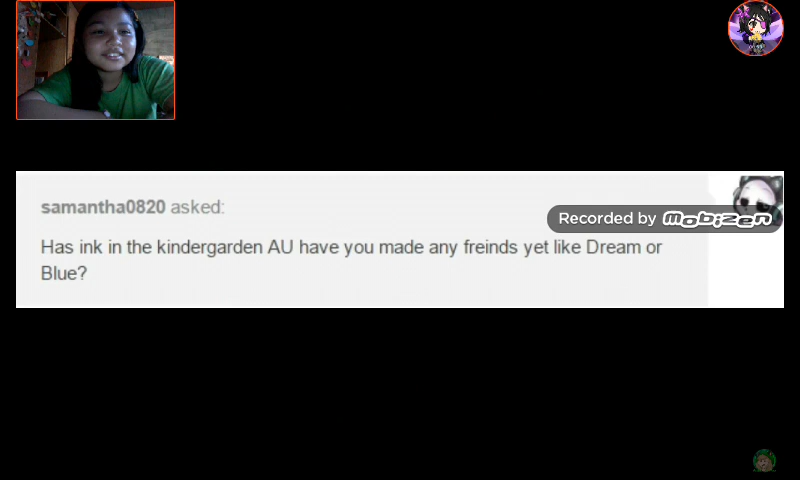 samantha0820 asked:
Recorded by mobizen
Has ink in the kindergarden AU have you made any freinds yet like Dream or
Blue?